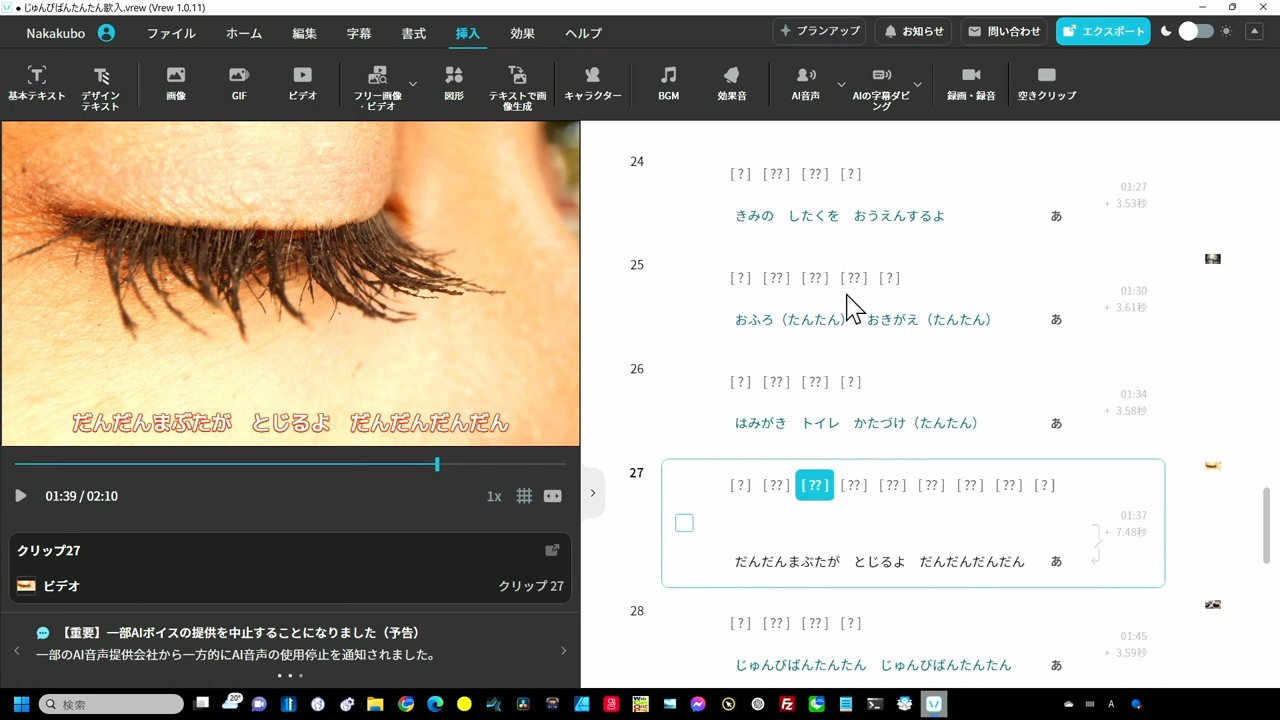 ● じゅんびばんたんたん歌入.vrew (Vrew 1.0.11)
Nakakubo ファイル ホーム 編集 字幕 書式 挿入 効果 ヘルプ プランアップ お知らせ 問い合わせ エクスポート
基本テキスト デザインテキスト 画像 GIF ビデオ フリー画像・ビデオ 図形 テキストで画像生成 キャラクター BGM 効果音 AI音声 AIの字幕ダビング 録画・録音 空きクリップ
だんだんまぶたが とじるよ だんだんだんだん
01:39 / 02:10 1x
クリップ27
ビデオ クリップ 27
【重要】一部AIボイスの提供を中止することになりました（予告）
一部のAI音声提供会社から一方的にAI音声の使用停止を通知されました。
24
[ ? ] [ ?? ] [ ?? ] [ ? ]
01:27
+ 3.53秒
きみの したくを おうえんするよ あ
25
[ ? ] [ ?? ] [ ?? ] [ ?? ] [ ? ]
01:30
+ 3.61秒
おふろ（たんたん） おきがえ（たんたん） あ
26
[ ? ] [ ?? ] [ ?? ] [ ? ]
01:34
+ 3.58秒
はみがき トイレ かたづけ（たんたん） あ
27
[ ? ] [ ?? ] [ ?? ] [ ?? ] [ ?? ] [ ?? ] [ ?? ] [ ?? ] [ ? ]
01:37
+ 7.48秒
だんだんまぶたが とじるよ だんだんだんだん あ
28
[ ? ] [ ?? ] [ ?? ] [ ? ]
01:45
+ 3.59秒
じゅんびばんたんたん じゅんびばんたんたん あ
検索 20° A